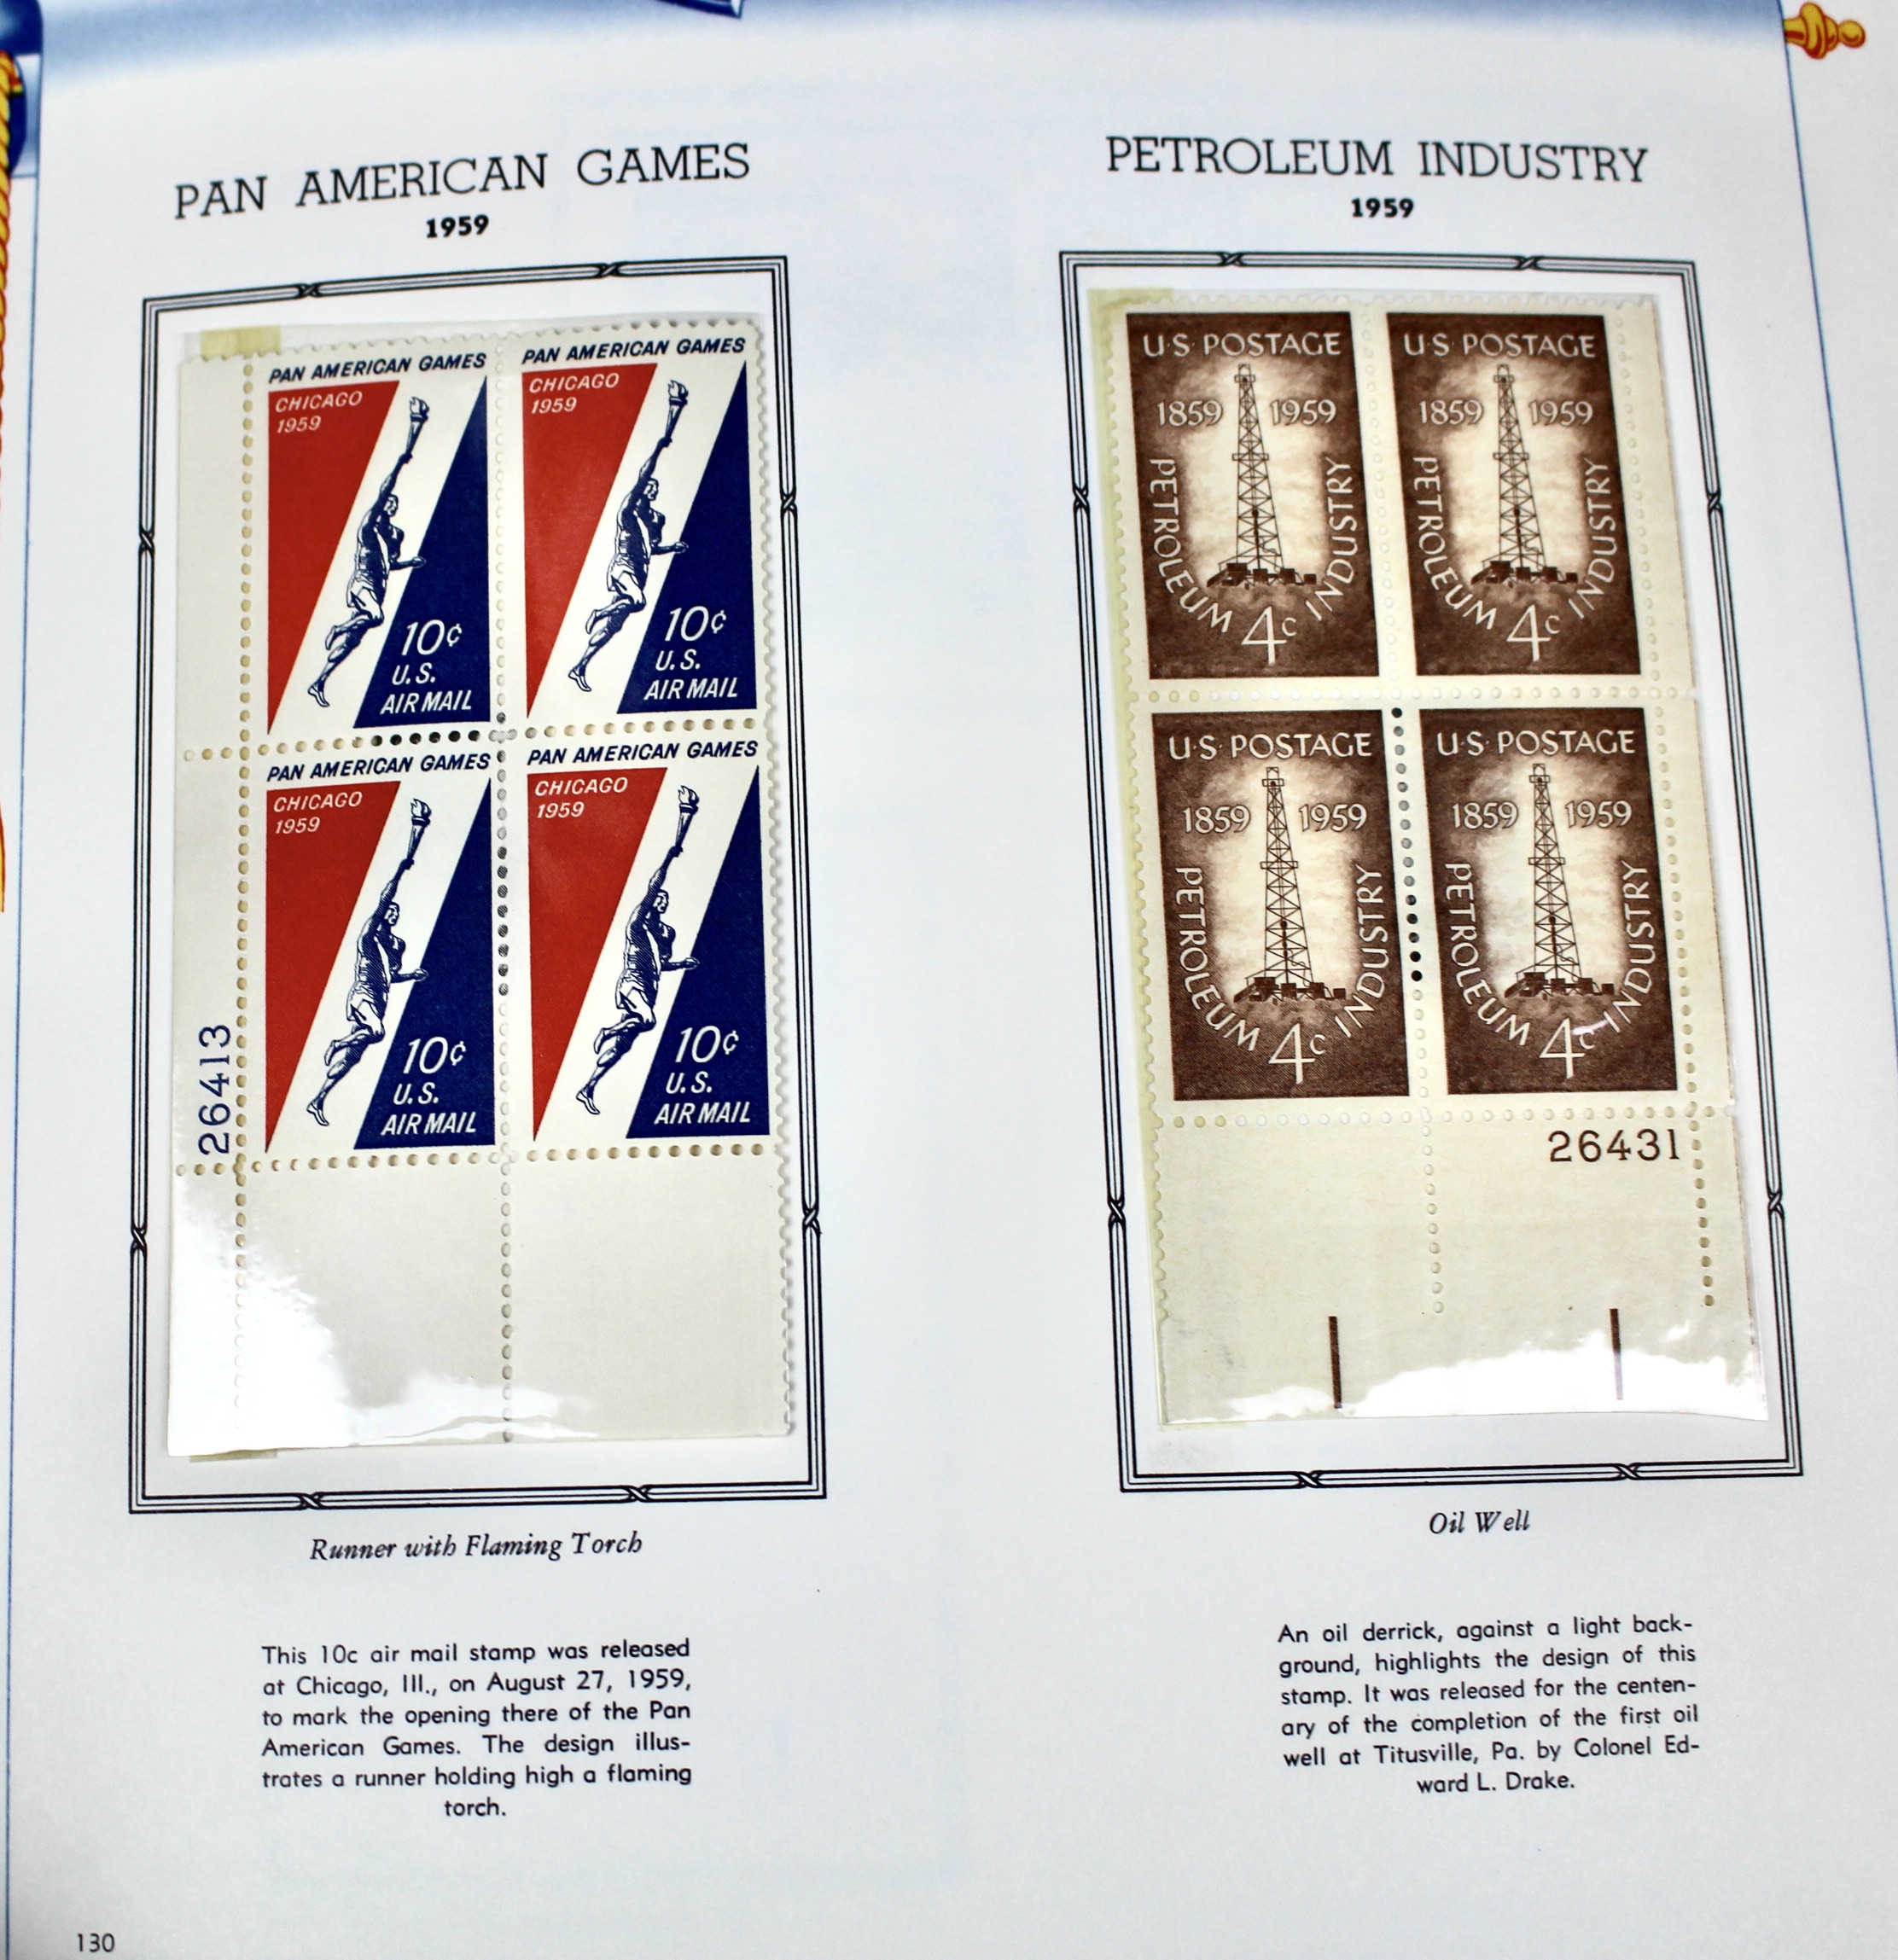 PAN AMERICAN GAMES
1959
PAN AMERICAN GAMES
CHICAGO
1959
10¢
U.S.
AIR MAIL
PAN AMERICAN GAMES
CHICAGO
1959
10¢
U.S.
AIR MAIL
PAN AMERICAN GAMES
CHICAGO
1959
10¢
U.S.
AIR MAIL
PAN AMERICAN GAMES
CHICAGO
1959
10¢
U.S.
AIR MAIL
26413
Runner with Flaming Torch
This 10c air mail stamp was released
at Chicago, Ill., on August 27, 1959,
to mark the opening there of the Pan
American Games. The design illus-
trates a runner holding high a flaming
torch.
130
PETROLEUM INDUSTRY
1959
U·S· POSTAGE
1859 1959
PETROLEUM INDUSTRY
4c
U·S· POSTAGE
1859 1959
PETROLEUM INDUSTRY
4c
U·S· POSTAGE
1859 1959
PETROLEUM INDUSTRY
4c
U·S· POSTAGE
1859 1959
PETROLEUM INDUSTRY
4c
26431
Oil Well
An oil derrick, against a light back-
ground, highlights the design of this
stamp. It was released for the centen-
ary of the completion of the first oil
well at Titusville, Pa. by Colonel Ed-
ward L. Drake.